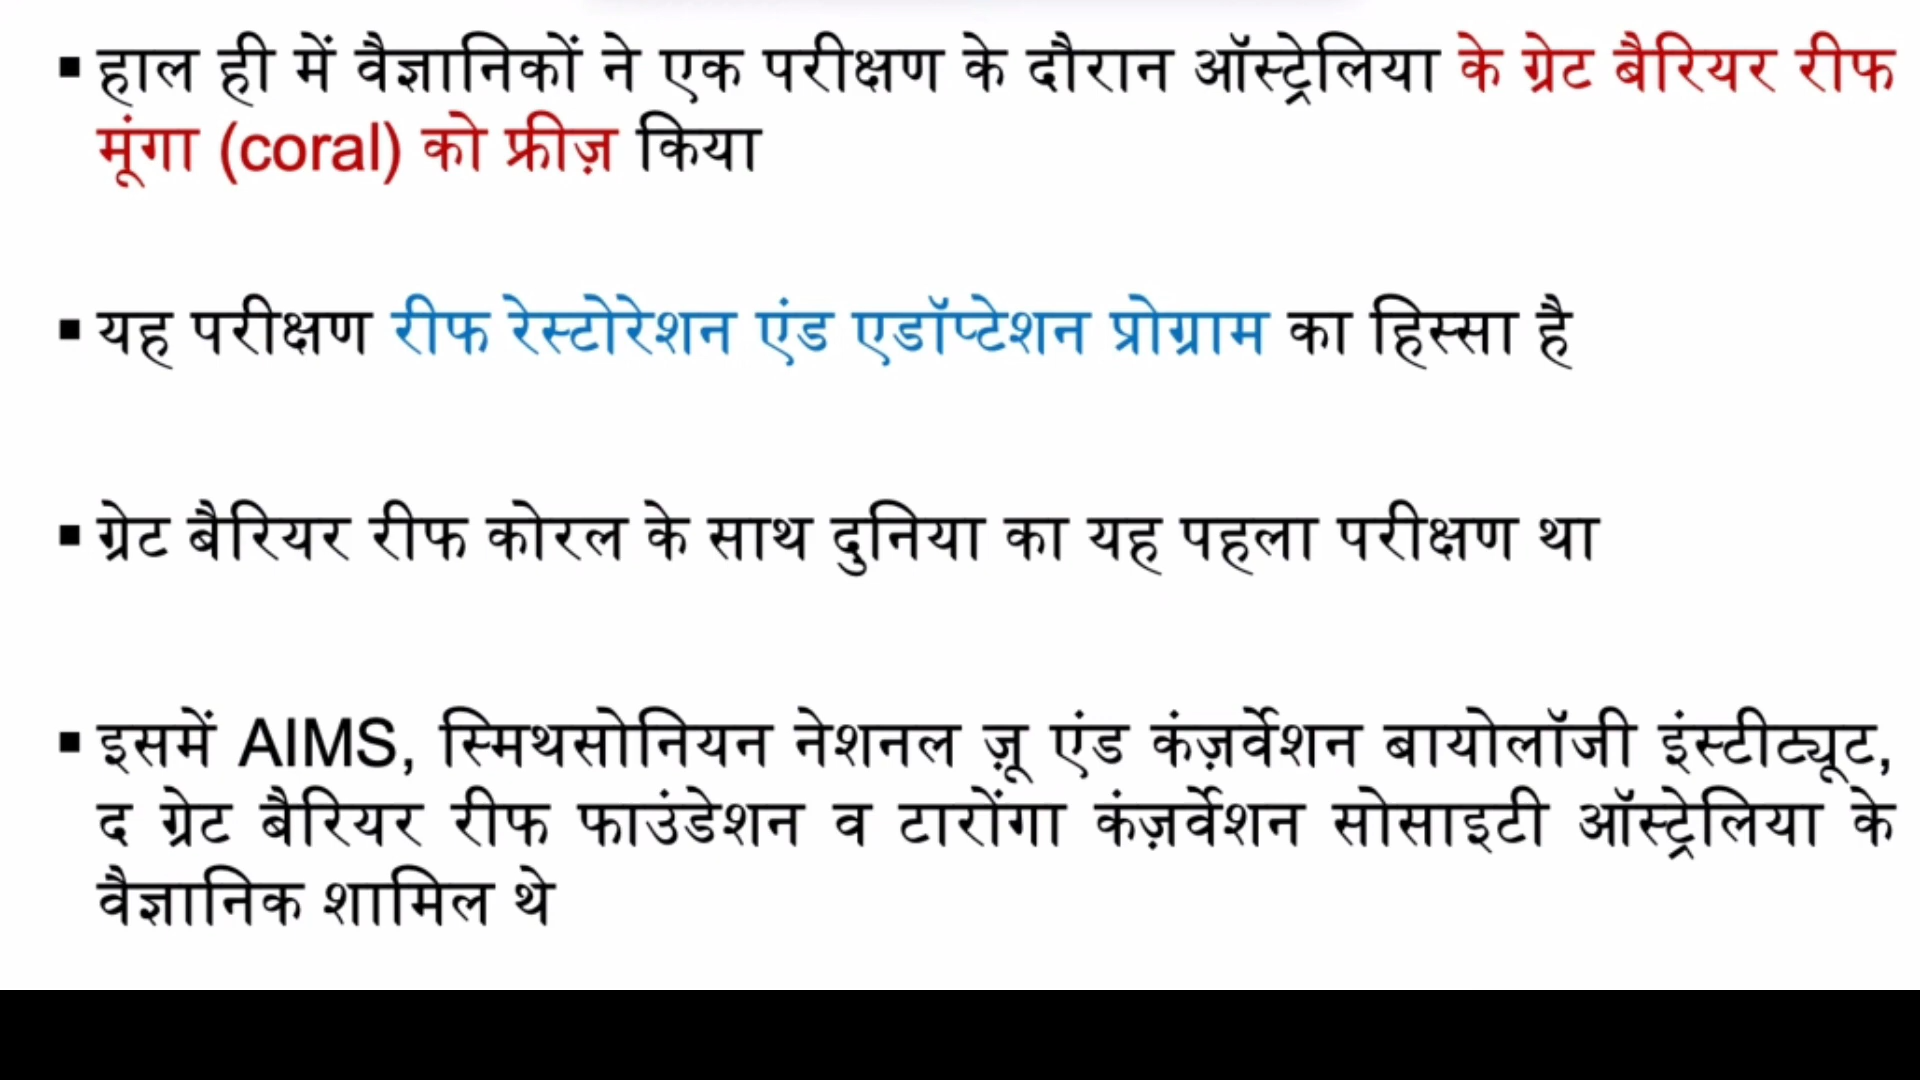 ▪ हाल ही में वैज्ञानिकों ने एक परीक्षण के दौरान ऑस्ट्रेलिया के ग्रेट बैरियर रीफ
मूंगा (coral) को फ्रीज़ किया
▪ यह परीक्षण रीफ रेस्टोरेशन एंड एडॉप्टेशन प्रोग्राम का हिस्सा है
▪ ग्रेट बैरियर रीफ कोरल के साथ दुनिया का यह पहला परीक्षण था
▪ इसमें AIMS, स्मिथसोनियन नेशनल ज़ू एंड कंज़र्वेशन बायोलॉजी इंस्टीट्यूट,
द ग्रेट बैरियर रीफ फाउंडेशन व टारोंगा कंज़र्वेशन सोसाइटी ऑस्ट्रेलिया के
वैज्ञानिक शामिल थे